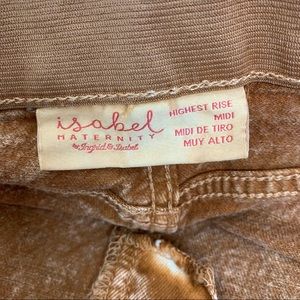 isabel
MATERNITY
by Ingrid & Isabel
HIGHEST RISE
MIDI
MIDI DE TIRO
MUY ALTO